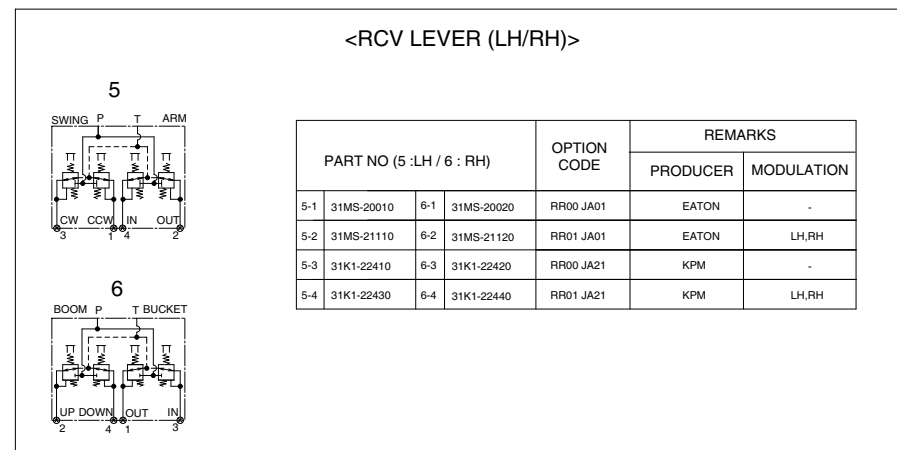 <RCV LEVER (LH/RH)>
5
SWING P T ARM
CW CCW IN OUT
3 1 4 2
6
BOOM P T BUCKET
UP DOWN OUT IN
2 4 1 3
PART NO (5 :LH / 6 : RH) OPTION CODE REMARKS
PRODUCER MODULATION
5-1 31MS-20010 6-1 31MS-20020 RR00 JA01 EATON -
5-2 31MS-21110 6-2 31MS-21120 RR01 JA01 EATON LH,RH
5-3 31K1-22410 6-3 31K1-22420 RR00 JA21 KPM -
5-4 31K1-22430 6-4 31K1-22440 RR01 JA21 KPM LH,RH